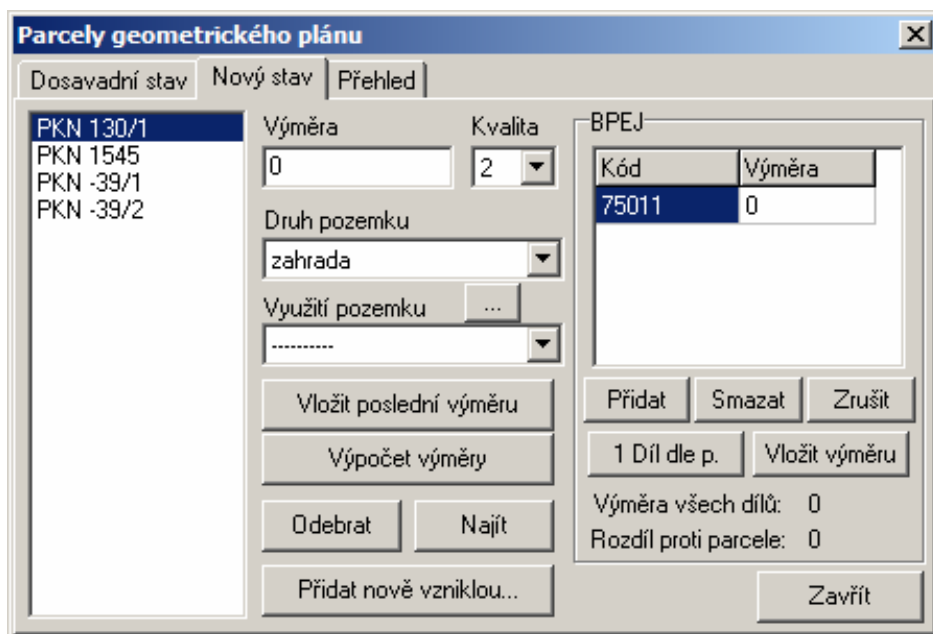 Parcely geometrického plánu
Dosavadní stav
Nový stav
Přehled
PKN 130/1
PKN 1545
PKN -39/1
PKN -39/2
Výměra
Kvalita
0
2
Druh pozemku
zahrada
Využití pozemku
...
----------
Vložit poslední výměru
Výpočet výměry
Odebrat
Najít
Přidat nově vzniklou...
BPEJ
Kód
Výměra
75011
0
Přidat
Smazat
Zrušit
1 Díl dle p.
Vložit výměru
Výměra všech dílů: 0
Rozdíl proti parcele: 0
Zavřít